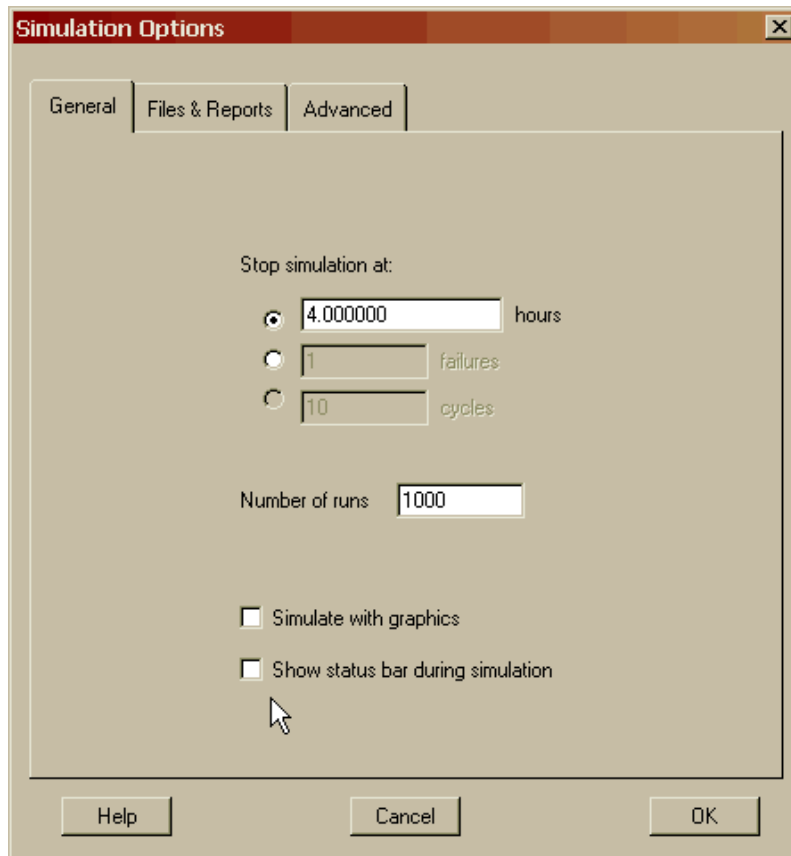 Simulation Options
General Files & Reports Advanced
Stop simulation at:
4.000000 hours
1 failures
10 cycles
Number of runs 1000
Simulate with graphics
Show status bar during simulation
Help Cancel OK